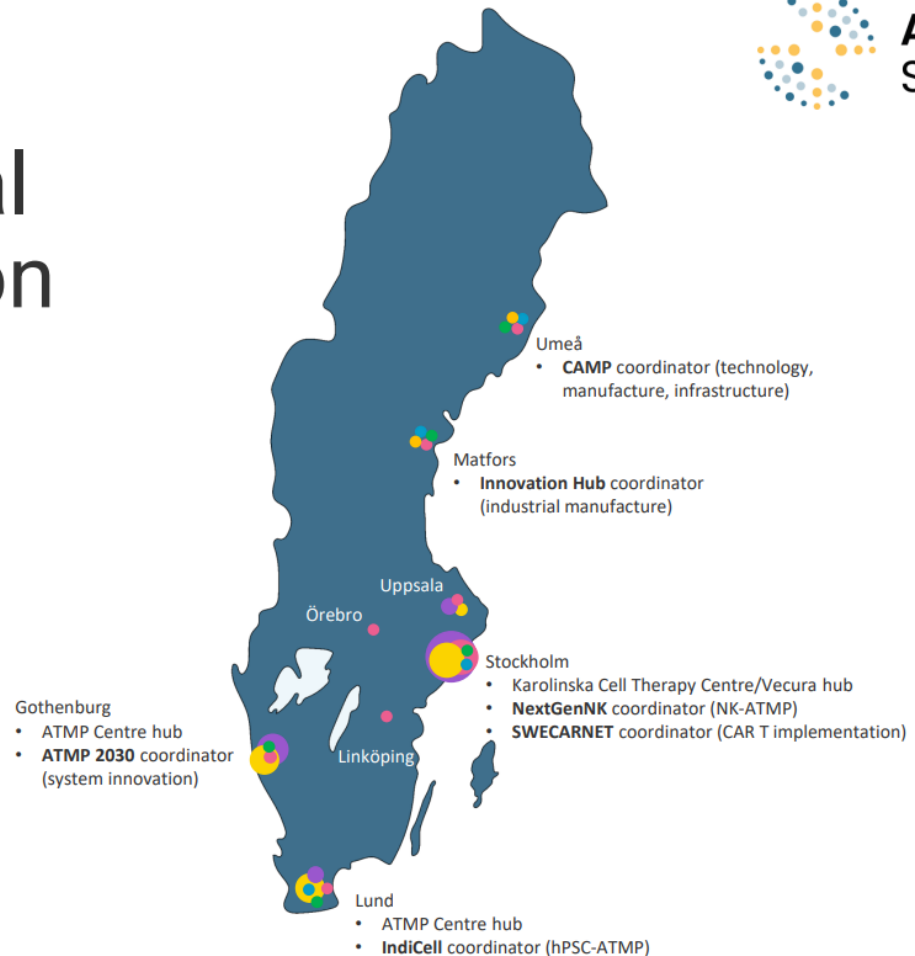 al
on
A
S
Umeå
• CAMP coordinator (technology,
manufacture, infrastructure)
Matfors
• Innovation Hub coordinator
(industrial manufacture)
Uppsala
Örebro
Stockholm
• Karolinska Cell Therapy Centre/Vecura hub
• NextGenNK coordinator (NK-ATMP)
• SWECARNET coordinator (CAR T implementation)
Gothenburg
• ATMP Centre hub
• ATMP 2030 coordinator
(system innovation)
Linköping
Lund
• ATMP Centre hub
• IndiCell coordinator (hPSC-ATMP)